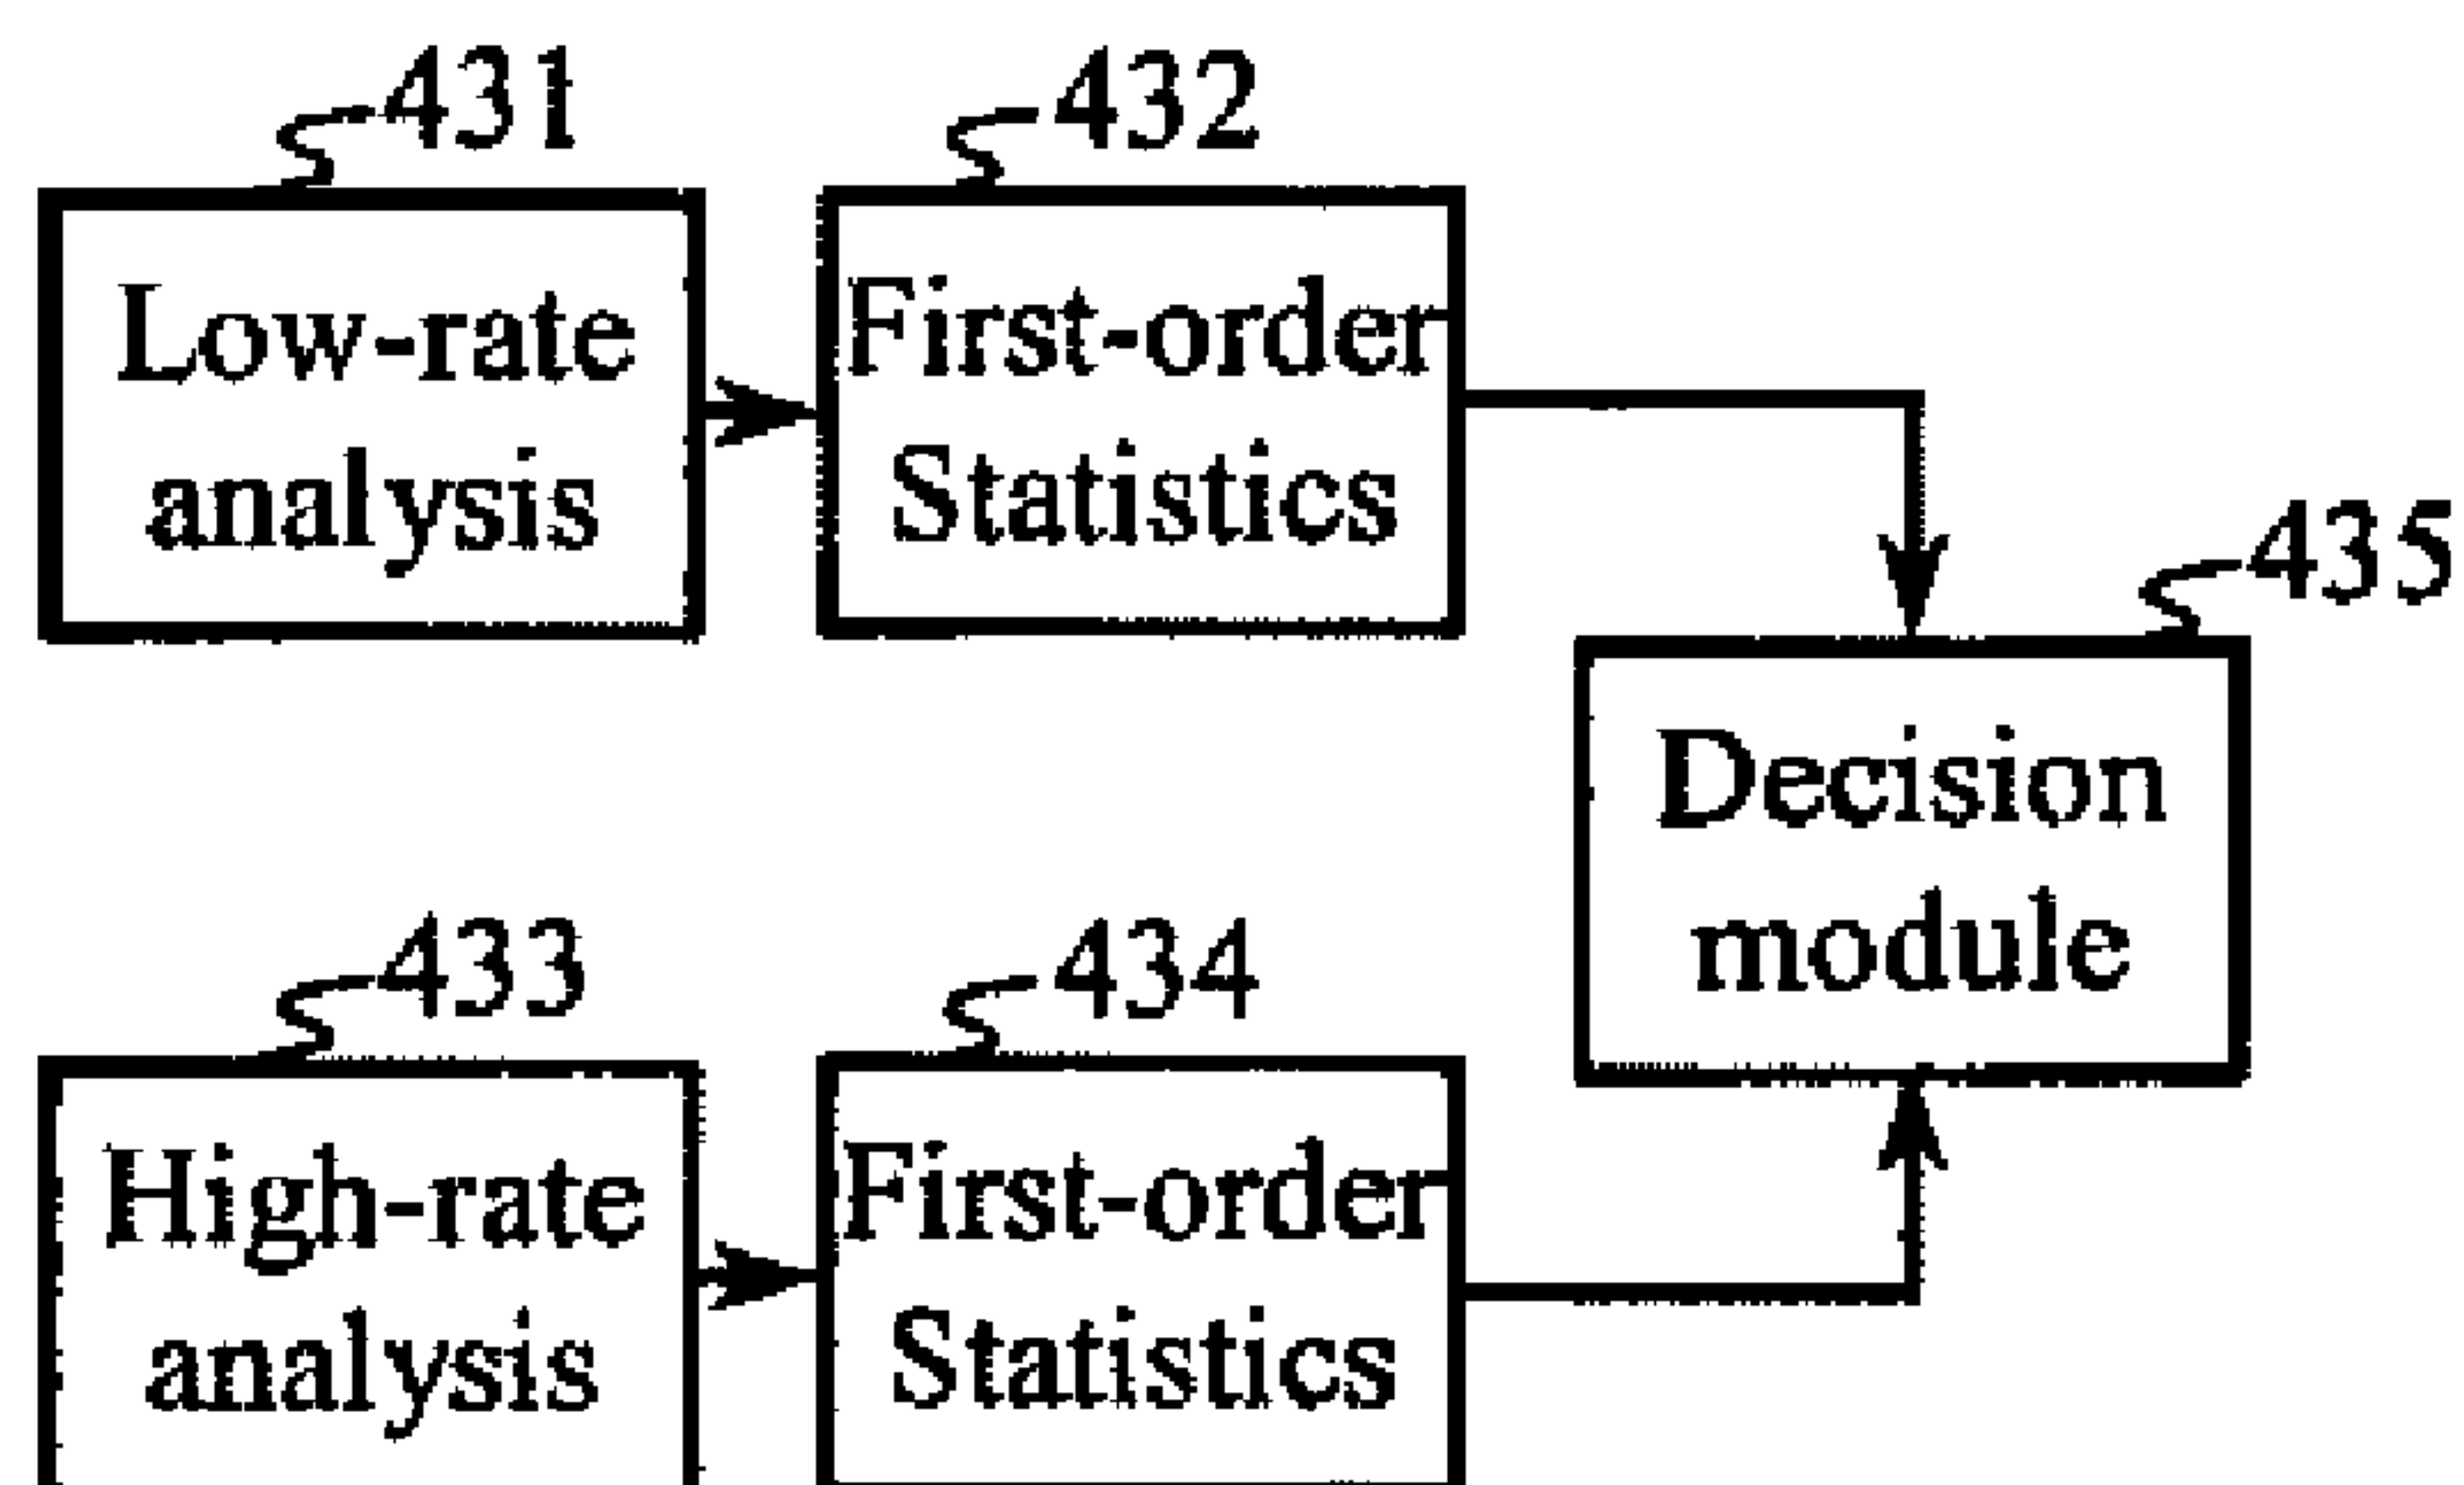 431
Low-rate
analysis
432
First-order
Statistics
435
Decision
module
433
High-rate
analysis
434
First-order
Statistics